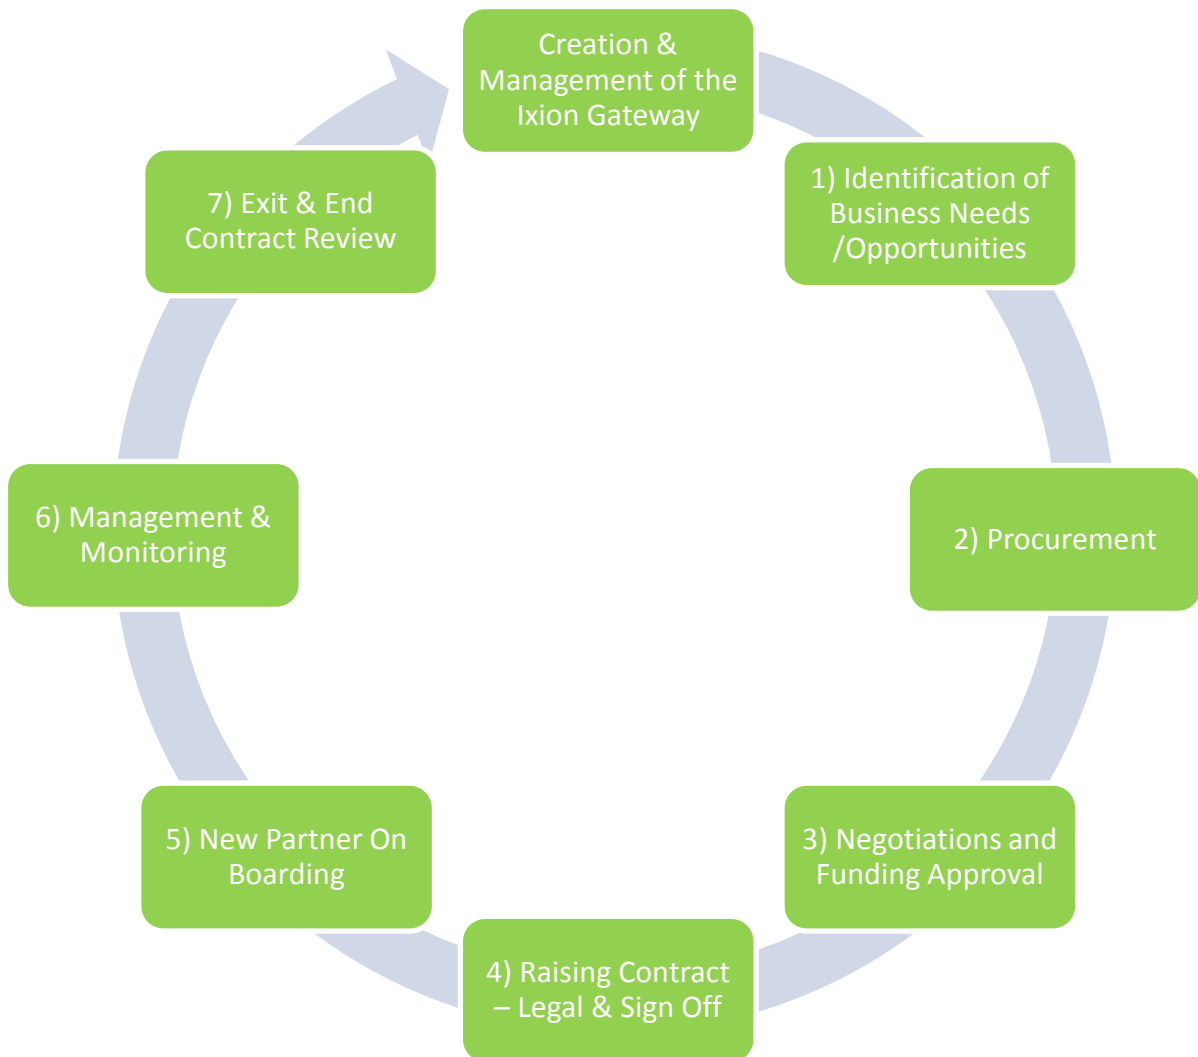 Creation &
Management of the
Ixion Gateway
1) Identification of
Business Needs
/Opportunities
2) Procurement
3) Negotiations and
Funding Approval
4) Raising Contract
– Legal & Sign Off
5) New Partner On
Boarding
6) Management &
Monitoring
7) Exit & End
Contract Review